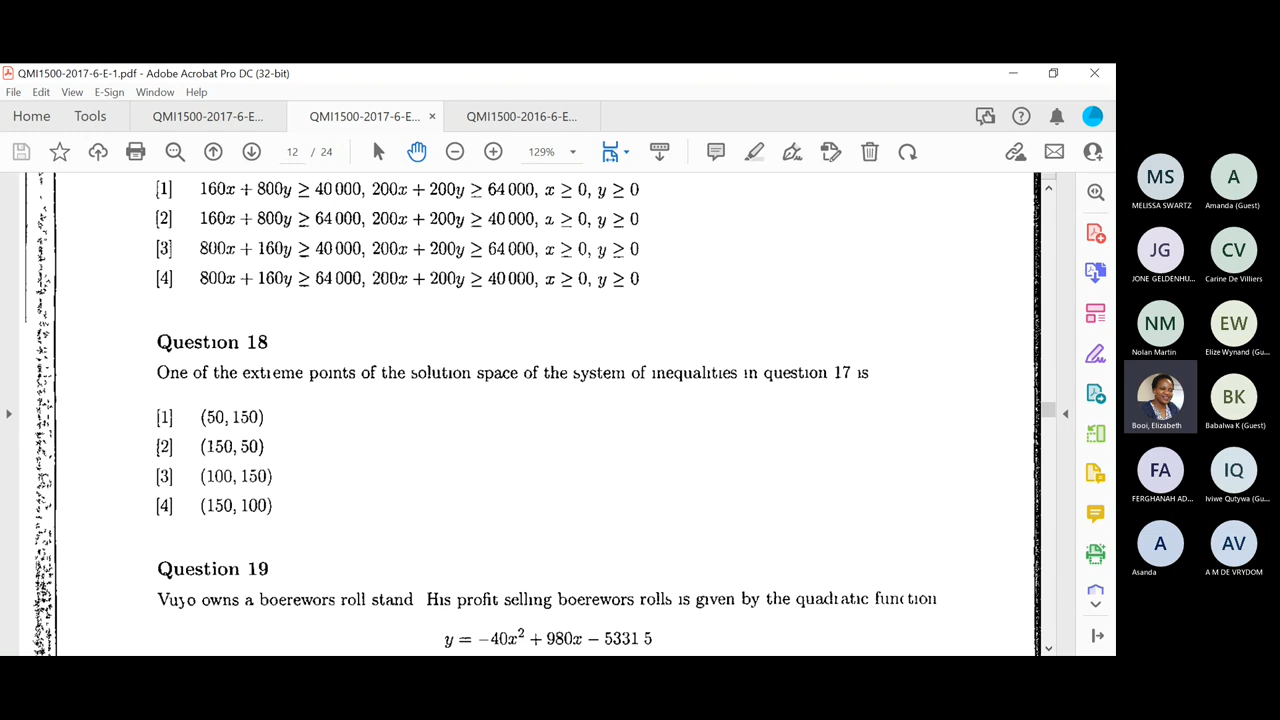 QMI1500-2017-6-E-1.pdf - Adobe Acrobat Pro DC (32-bit)
File Edit View E-Sign Window Help
Home Tools QMI1500-2017-6-E... QMI1500-2017-6-E... × QMI1500-2016-6-E...
12 / 24 129%
[1] 160x + 800y ≥ 40 000, 200x + 200y ≥ 64 000, x ≥ 0, y ≥ 0
[2] 160x + 800y ≥ 64 000, 200x + 200y ≥ 40 000, x ≥ 0, y ≥ 0
[3] 800x + 160y ≥ 40 000, 200x + 200y ≥ 64 000, x ≥ 0, y ≥ 0
[4] 800x + 160y ≥ 64 000, 200x + 200y ≥ 40 000, x ≥ 0, y ≥ 0
Question 18
One of the extreme points of the solution space of the system of inequalities in question 17 is
[1] (50, 150)
[2] (150, 50)
[3] (100, 150)
[4] (150, 100)
Question 19
Vuyo owns a boerewors roll stand His profit selling boerewors rolls is given by the quadratic function
y = −40x² + 980x − 5331 5
MS A
MELISSA SWARTZ Amanda (Guest)
JG CV
JONE GELDENHU... Carine De Villiers
NM EW
Nolan Martin Elize Wynand (Gu...
BK
Booi, Elizabeth Babalwa K (Guest)
FA IQ
FERGHANAH AD... Iviwe Qutywa (Gu...
A AV
Asanda A M DE VRYDOM